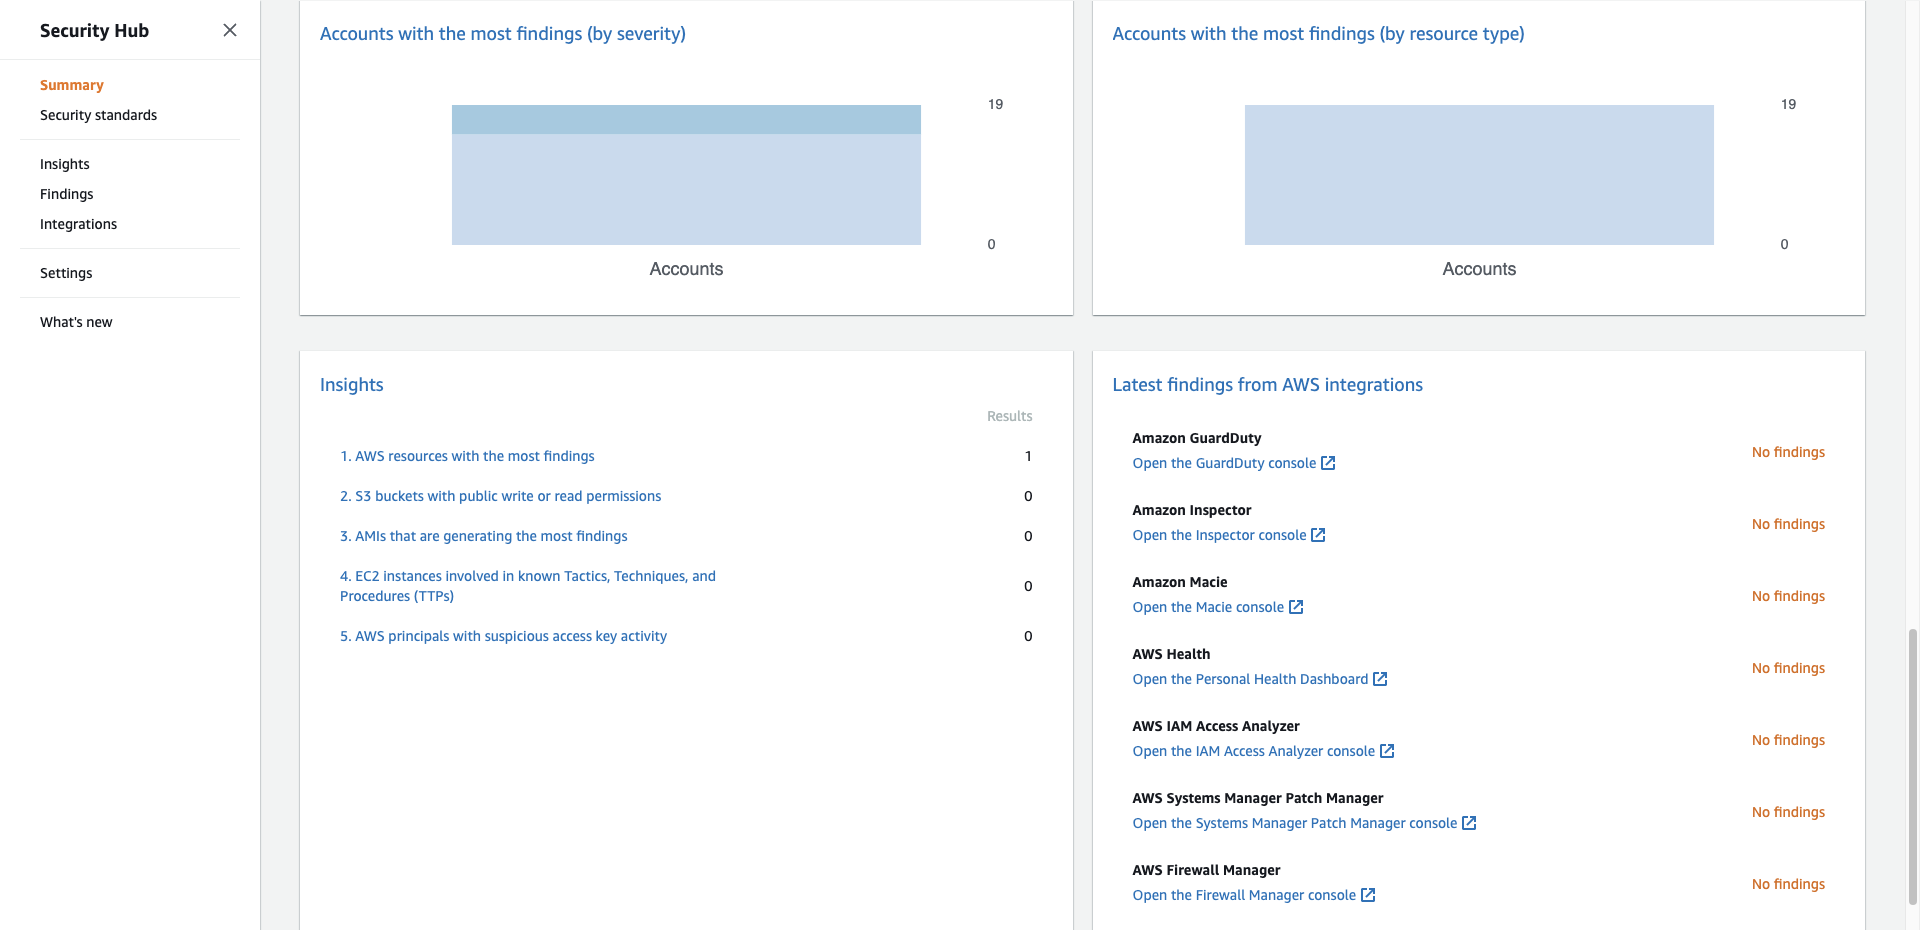 Security Hub
Summary
Security standards
Insights
Findings
Integrations
Settings
What's new
Accounts with the most findings (by severity)
19
0
Accounts
Accounts with the most findings (by resource type)
19
0
Accounts
Insights
Results
1. AWS resources with the most findings 1
2. S3 buckets with public write or read permissions 0
3. AMIs that are generating the most findings 0
4. EC2 instances involved in known Tactics, Techniques, and
Procedures (TTPs) 0
5. AWS principals with suspicious access key activity 0
Latest findings from AWS integrations
Amazon GuardDuty
Open the GuardDuty console
No findings
Amazon Inspector
Open the Inspector console
No findings
Amazon Macie
Open the Macie console
No findings
AWS Health
Open the Personal Health Dashboard
No findings
AWS IAM Access Analyzer
Open the IAM Access Analyzer console
No findings
AWS Systems Manager Patch Manager
Open the Systems Manager Patch Manager console
No findings
AWS Firewall Manager
Open the Firewall Manager console
No findings